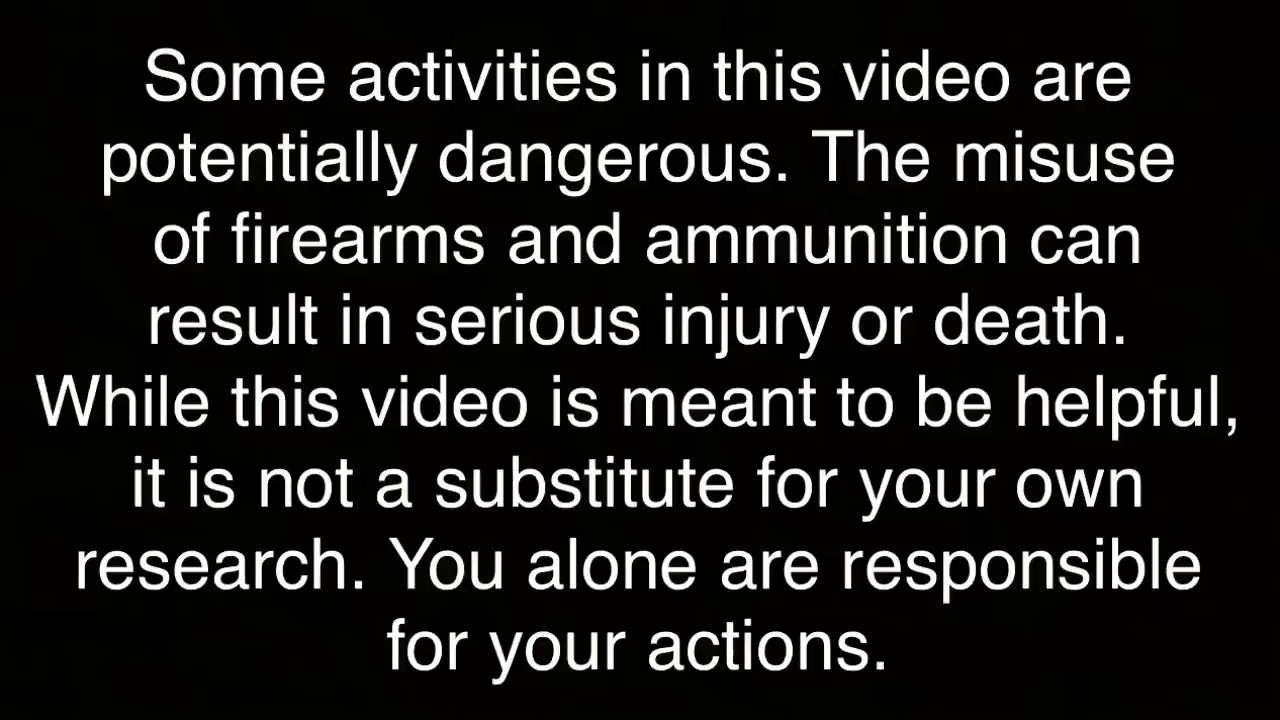 Some activities in this video are
potentially dangerous. The misuse
of firearms and ammunition can
result in serious injury or death.
While this video is meant to be helpful,
it is not a substitute for your own
research. You alone are responsible
for your actions.